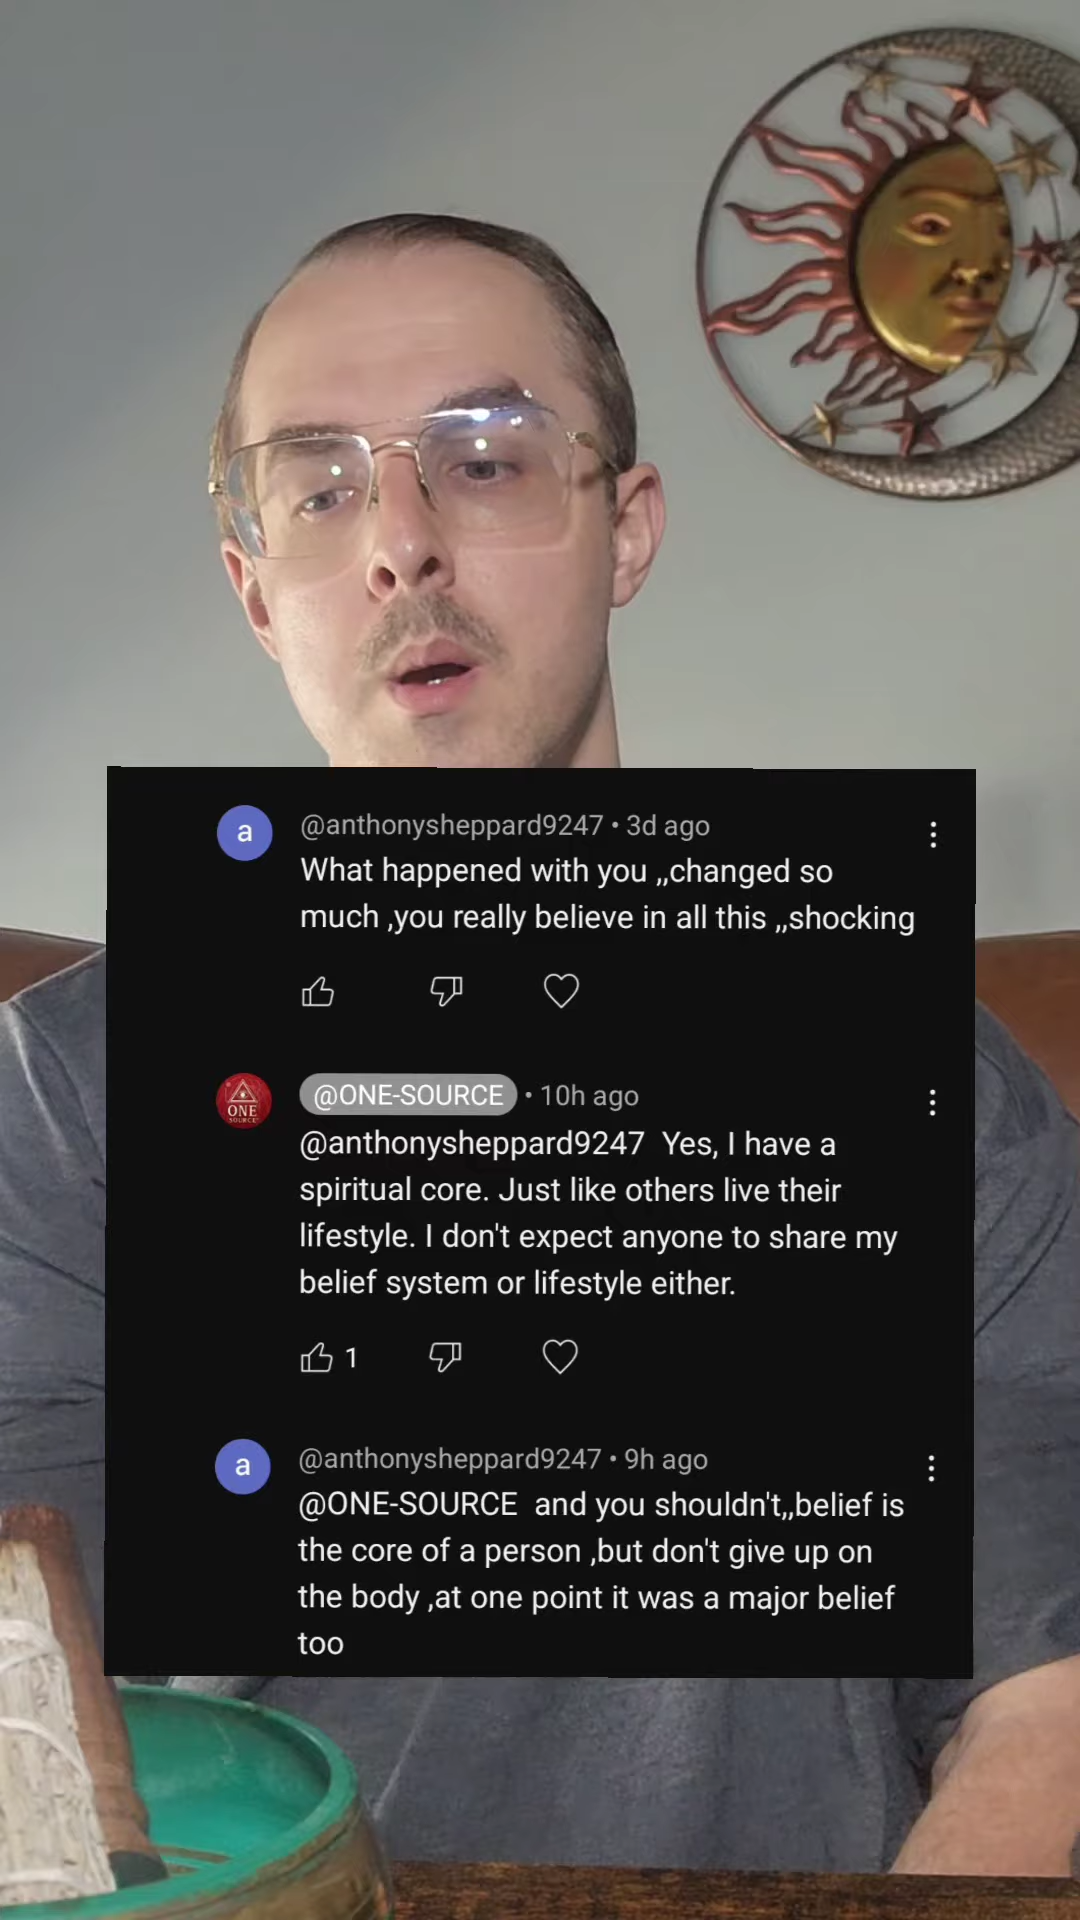 a
@anthonysheppard9247 • 3d ago
What happened with you ,,changed so
much ,you really believe in all this ,,shocking
ONE
SOURCE
@ONE-SOURCE • 10h ago
@anthonysheppard9247 Yes, I have a
spiritual core. Just like others live their
lifestyle. I don't expect anyone to share my
belief system or lifestyle either.
1
a
@anthonysheppard9247 • 9h ago
@ONE-SOURCE and you shouldn't,,belief is
the core of a person ,but don't give up on
the body ,at one point it was a major belief
too